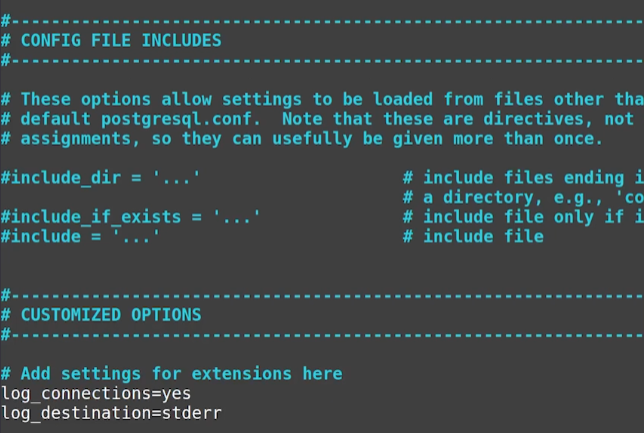 #----------------------------------------------------------------
# CONFIG FILE INCLUDES
#----------------------------------------------------------------
# These options allow settings to be loaded from files other tha
# default postgresql.conf.  Note that these are directives, not
# assignments, so they can usefully be given more than once.
#include_dir = '...'                    # include files ending i
                                        # a directory, e.g., 'co
#include_if_exists = '...'              # include file only if i
#include = '...'                        # include file
#----------------------------------------------------------------
# CUSTOMIZED OPTIONS
#----------------------------------------------------------------
# Add settings for extensions here
log_connections=yes
log_destination=stderr